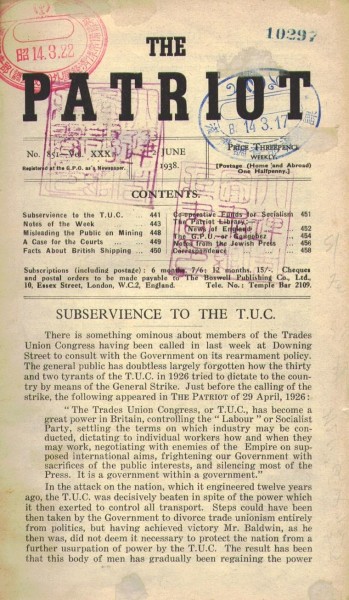 10297
昭 14.3.22
THE
PATRIOT
昭 14.3.17
No. 851—Vol. XXX
JUNE
1938.
PRICE THREEPENCE
WEEKLY.
Registered at the G.P.O. as a Newspaper.
[Postage (Home and Abroad)
One Halfpenny.]
CONTENTS.
Subservience to the T.U.C. 441
Notes of the Week ... 443
Misleading the Public on Mining 448
A Case for the Courts ... ... 449
Facts About British Shipping ... 450
Co-operative Funds for Socialism 451
The Patriot Library:
News of England ... 452
The G.P.U. or Gangster ... 454
Notes from the Jewish Press ... 456
Correspondence ... 458
Subscriptions (including postage): 6 months, 7/6; 12 months, 15/-. Cheques
and postal orders to be made payable to The Boswell Publishing Co., Ltd.,
10, Essex Street, London, W.C.2, England. Tele. No.: Temple Bar 2109.
SUBSERVIENCE TO THE T.U.C.
There is something ominous about members of the Trades
Union Congress having been called in last week at Downing
Street to consult with the Government on its rearmament policy.
The general public has doubtless largely forgotten how the thirty
and two tyrants of the T.U.C. in 1926 tried to dictate to the coun-
try by means of the General Strike. Just before the calling of the
strike, the following appeared in THE PATRIOT of 29 April, 1926:
“The Trades Union Congress, or T.U.C., has become a
great power in Britain, controlling the “Labour” or Socialist
Party, settling the terms on which industry may be con-
ducted, dictating to individual workers how and when they
may work, negotiating with enemies of the Empire on sup-
posed international aims, frightening our Government with
sacrifices of the public interests, and silencing most of the
Press. It is a government within a government.”
In the attack on the nation, which it engineered twelve years
ago, the T.U.C. was decisively beaten in spite of the power which
it then exerted to control all transport. Steps could have been
then been taken by the Government to divorce trade unionism entirely
from politics, but having achieved victory Mr. Baldwin, as he
then was, did not deem it necessary to protect the nation from a
further usurpation of power by the T.U.C. The result has been
that this body of men has gradually been regaining the power